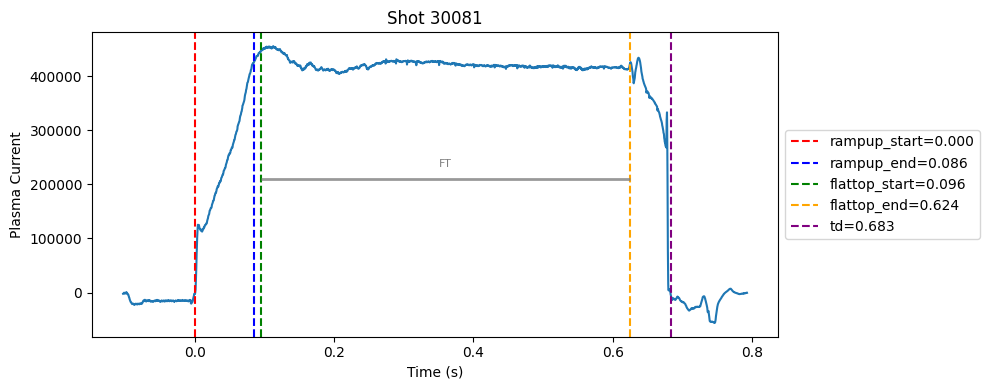 Shot 30081
Plasma Current
400000
300000
200000
100000
0
FT
0.0
0.2
0.4
0.6
0.8
Time (s)
rampup_start=0.000
rampup_end=0.086
flattop_start=0.096
flattop_end=0.624
td=0.683